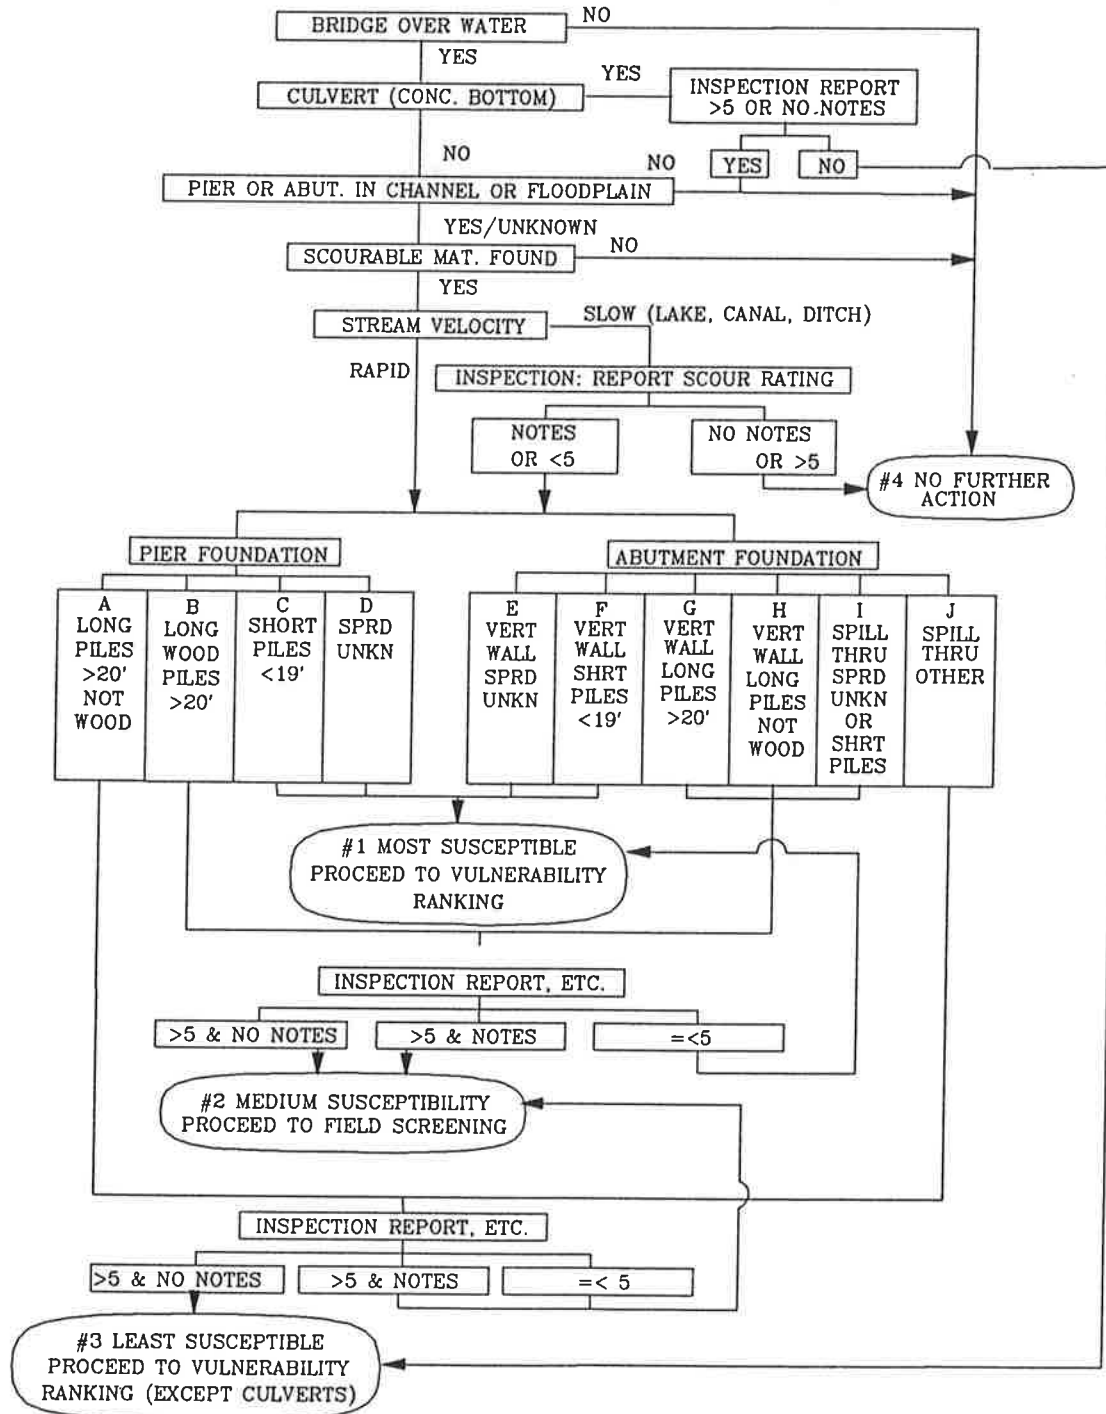 BRIDGE OVER WATER
NO
YES
CULVERT (CONC. BOTTOM)
YES
INSPECTION REPORT
>5 OR NO NOTES
NO
NO
YES
NO
PIER OR ABUT. IN CHANNEL OR FLOODPLAIN
YES/UNKNOWN
SCOURABLE MAT. FOUND
NO
YES
STREAM VELOCITY
SLOW (LAKE, CANAL, DITCH)
RAPID
INSPECTION: REPORT SCOUR RATING
NOTES
OR <5
NO NOTES
OR >5
#4 NO FURTHER
ACTION
PIER FOUNDATION
ABUTMENT FOUNDATION
A
LONG
PILES
>20'
NOT
WOOD
B
LONG
WOOD
PILES
>20'
C
SHORT
PILES
<19'
D
SPRD
UNKN
E
VERT
WALL
SPRD
UNKN
F
VERT
WALL
SHRT
PILES
<19'
G
VERT
WALL
LONG
PILES
>20'
H
VERT
WALL
LONG
PILES
NOT
WOOD
I
SPILL
THRU
SPRD
UNKN
OR
SHRT
PILES
J
SPILL
THRU
OTHER
#1 MOST SUSCEPTIBLE
PROCEED TO VULNERABILITY
RANKING
INSPECTION REPORT, ETC.
>5 & NO NOTES
>5 & NOTES
=<5
#2 MEDIUM SUSCEPTIBILITY
PROCEED TO FIELD SCREENING
INSPECTION REPORT, ETC.
>5 & NO NOTES
>5 & NOTES
=< 5
#3 LEAST SUSCEPTIBLE
PROCEED TO VULNERABILITY
RANKING (EXCEPT CULVERTS)